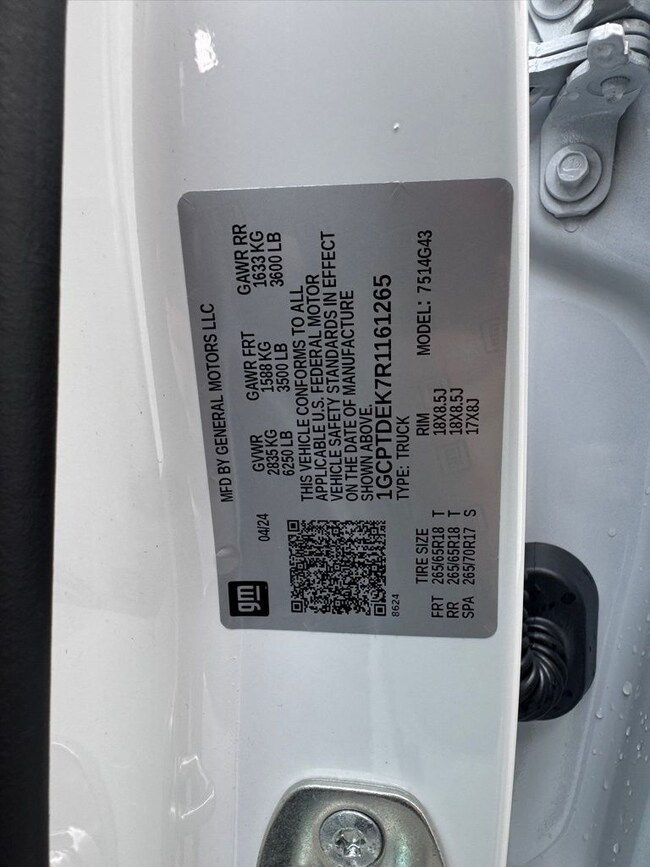 gm
MFD BY GENERAL MOTORS LLC
04/24
GVWR GAWR FRT GAWR RR
2835 KG 1588 KG 1633 KG
6250 LB 3500 LB 3600 LB
THIS VEHICLE CONFORMS TO ALL
APPLICABLE U.S. FEDERAL MOTOR
VEHICLE SAFETY STANDARDS IN EFFECT
ON THE DATE OF MANUFACTURE
SHOWN ABOVE.
1GCPTDEK7R1161265
8624
TYPE: TRUCK MODEL: 7514G43
TIRE SIZE RIM
FRT 265/65R18 T 18X8.5J
RR 265/65R18 T 18X8.5J
SPA 265/70R17 S 17X8J